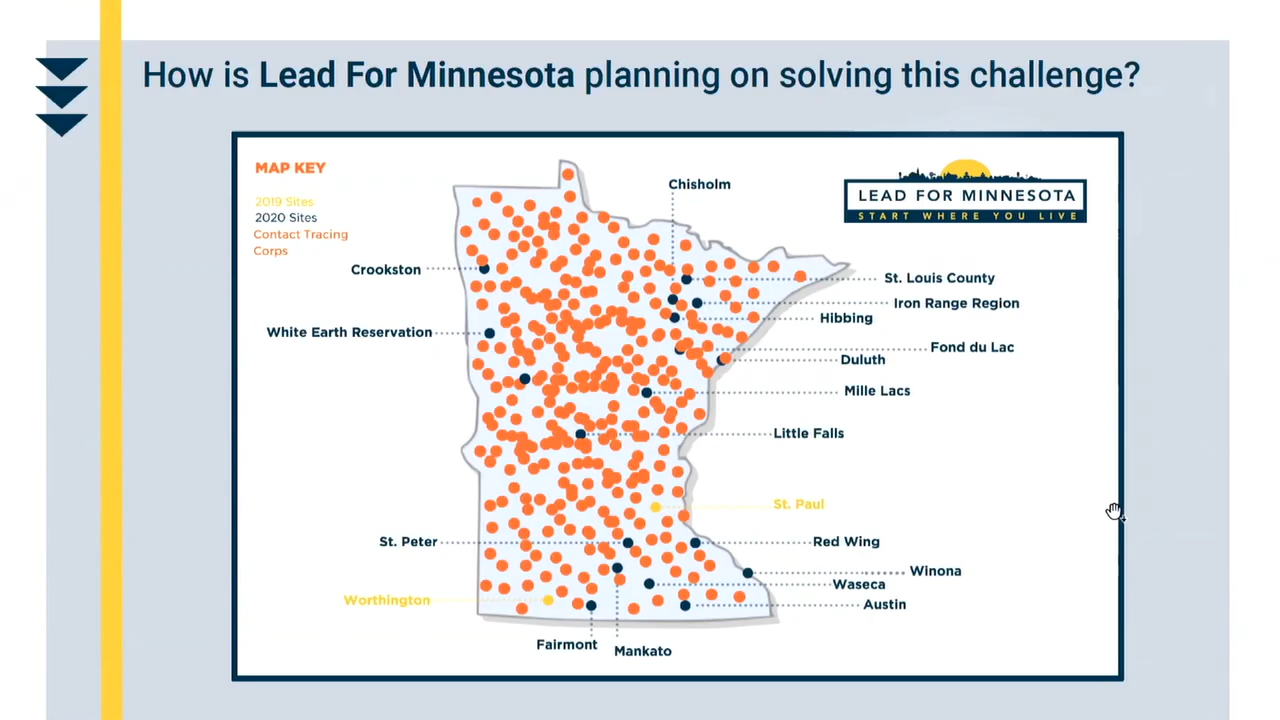 How is Lead For Minnesota planning on solving this challenge?
MAP KEY
2019 Sites
2020 Sites
Contact Tracing
Corps
LEAD FOR MINNESOTA
START WHERE YOU LIVE
Chisholm
Crookston
St. Louis County
Iron Range Region
Hibbing
White Earth Reservation
Fond du Lac
Duluth
Mille Lacs
Little Falls
St. Paul
St. Peter
Red Wing
Winona
Waseca
Worthington
Austin
Fairmont
Mankato